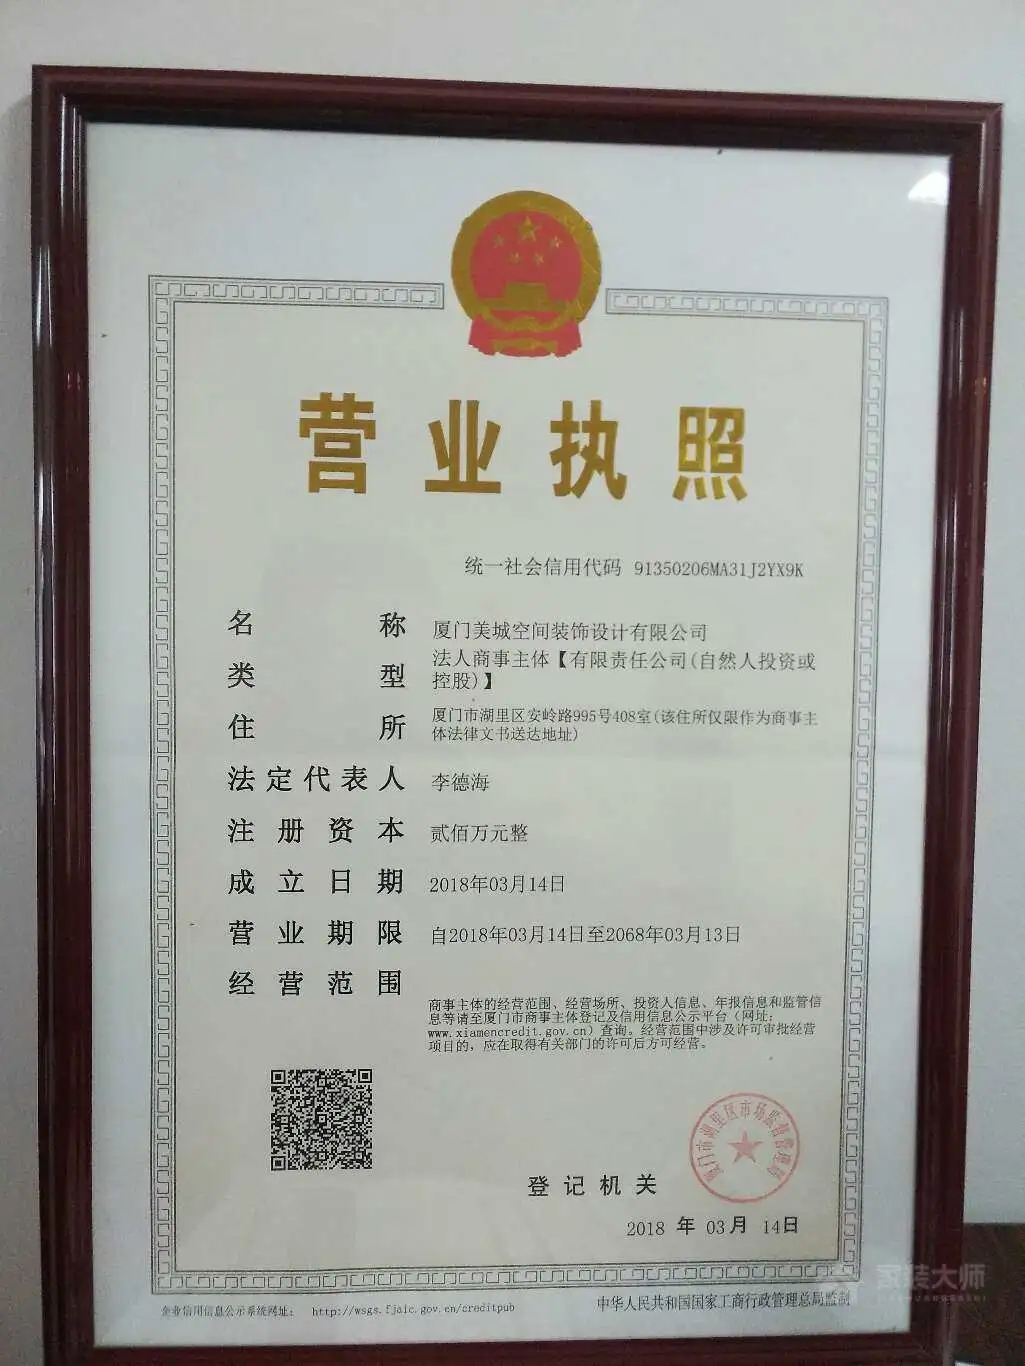 营业执照
统一社会信用代码 91350206MA31J2YX9K
名称 厦门美城空间装饰设计有限公司
类型 法人商事主体【有限责任公司(自然人投资或
控股)】
住所 厦门市湖里区安岭路995号408室(该住所仅限作为商事主
体法律文书送达地址)
法定代表人 李德海
注册资本 贰佰万元整
成立日期 2018年03月14日
营业期限 自2018年03月14日至2068年03月13日
经营范围
商事主体的经营范围、经营场所、投资人信息、年报信息和监管信
息等请至厦门市商事主体登记及信用信息公示平台（网址:
www.xiamencredit.gov.cn）查询。经营范围中涉及许可审批经营
项目的，应在取得有关部门的许可后方可经营。
厦门市湖里区市场监督管理局
登记机关
2018 年 03月 14日
企业信用信息公示系统网址： http://wsgs.fjaic.gov.cn/creditpub
中华人民共和国国家工商行政管理总局监制
家装大师